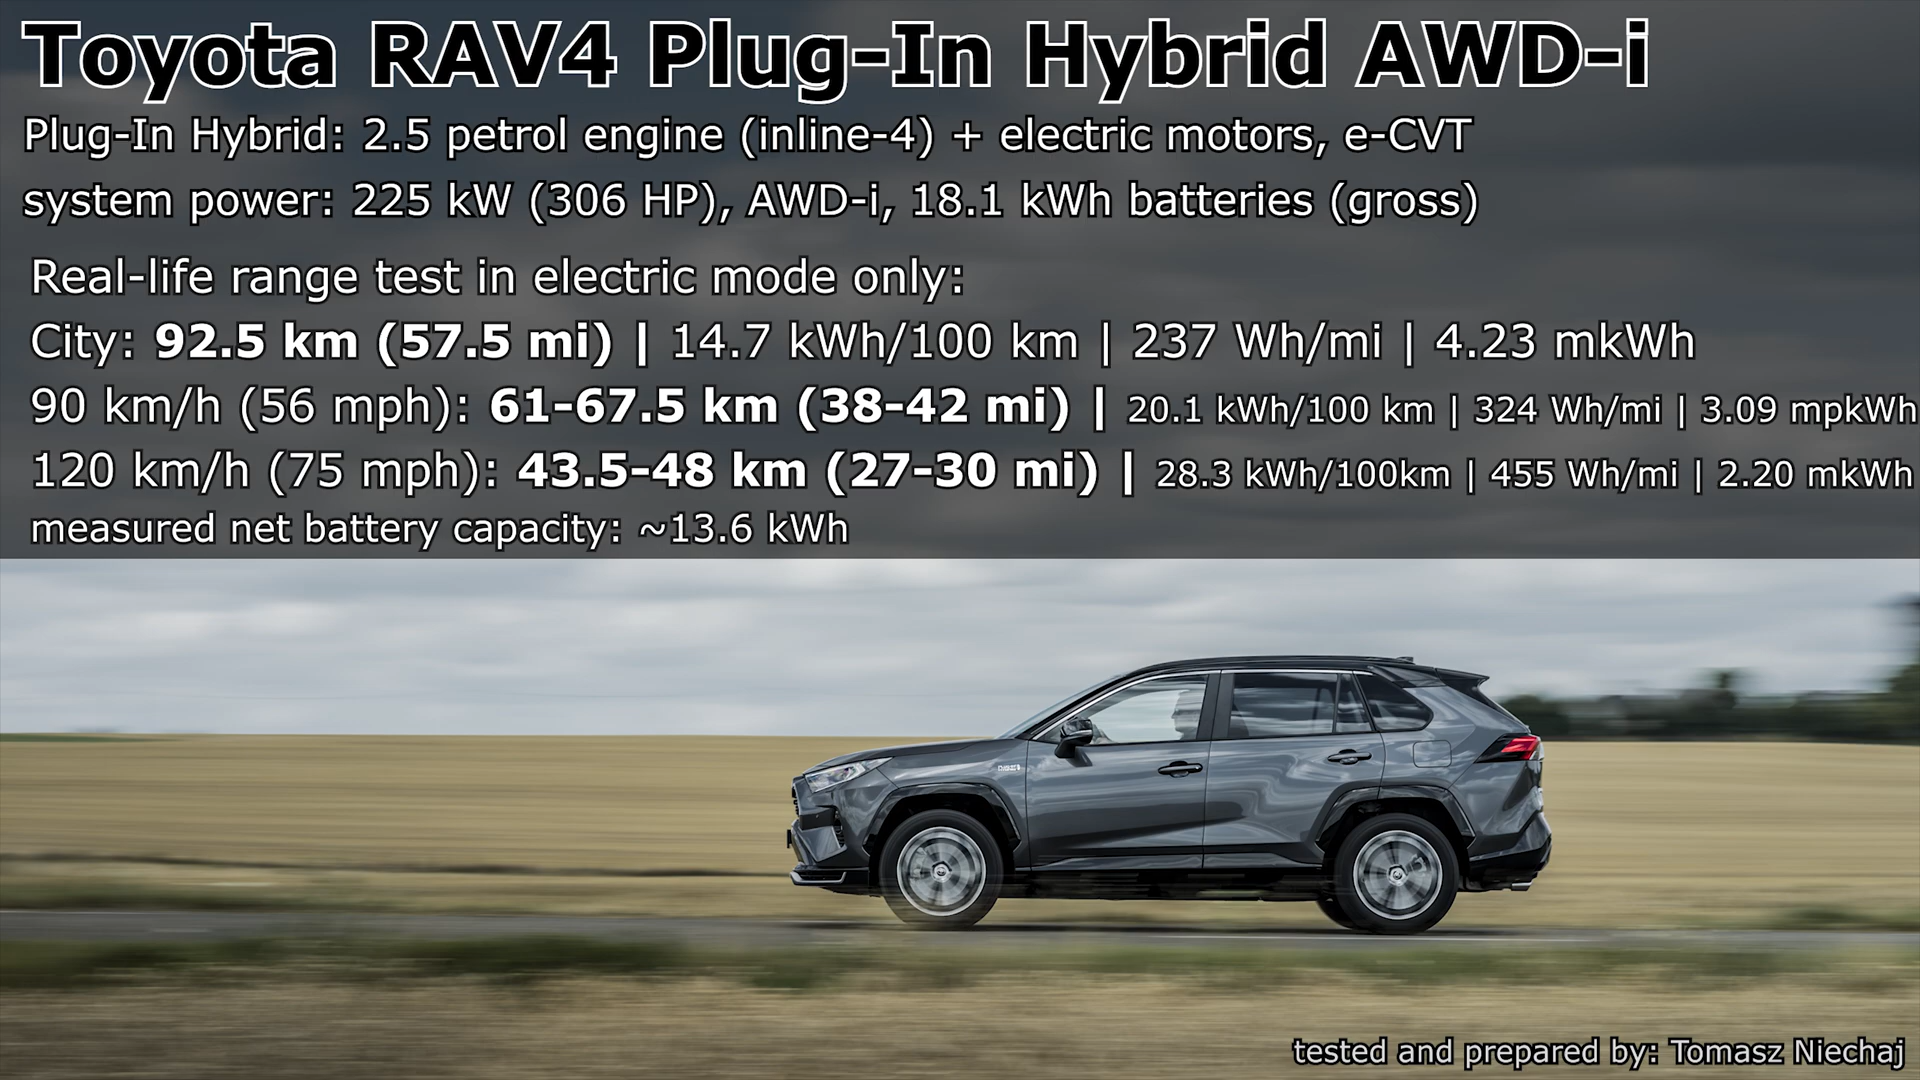 Toyota RAV4 Plug-In Hybrid AWD-i
Plug-In Hybrid: 2.5 petrol engine (inline-4) + electric motors, e-CVT
system power: 225 kW (306 HP), AWD-i, 18.1 kWh batteries (gross)
Real-life range test in electric mode only:
City: 92.5 km (57.5 mi) | 14.7 kWh/100 km | 237 Wh/mi | 4.23 mkWh
90 km/h (56 mph): 61-67.5 km (38-42 mi) | 20.1 kWh/100 km | 324 Wh/mi | 3.09 mpkWh
120 km/h (75 mph): 43.5-48 km (27-30 mi) | 28.3 kWh/100km | 455 Wh/mi | 2.20 mkWh
measured net battery capacity: ~13.6 kWh
tested and prepared by: Tomasz Niechaj